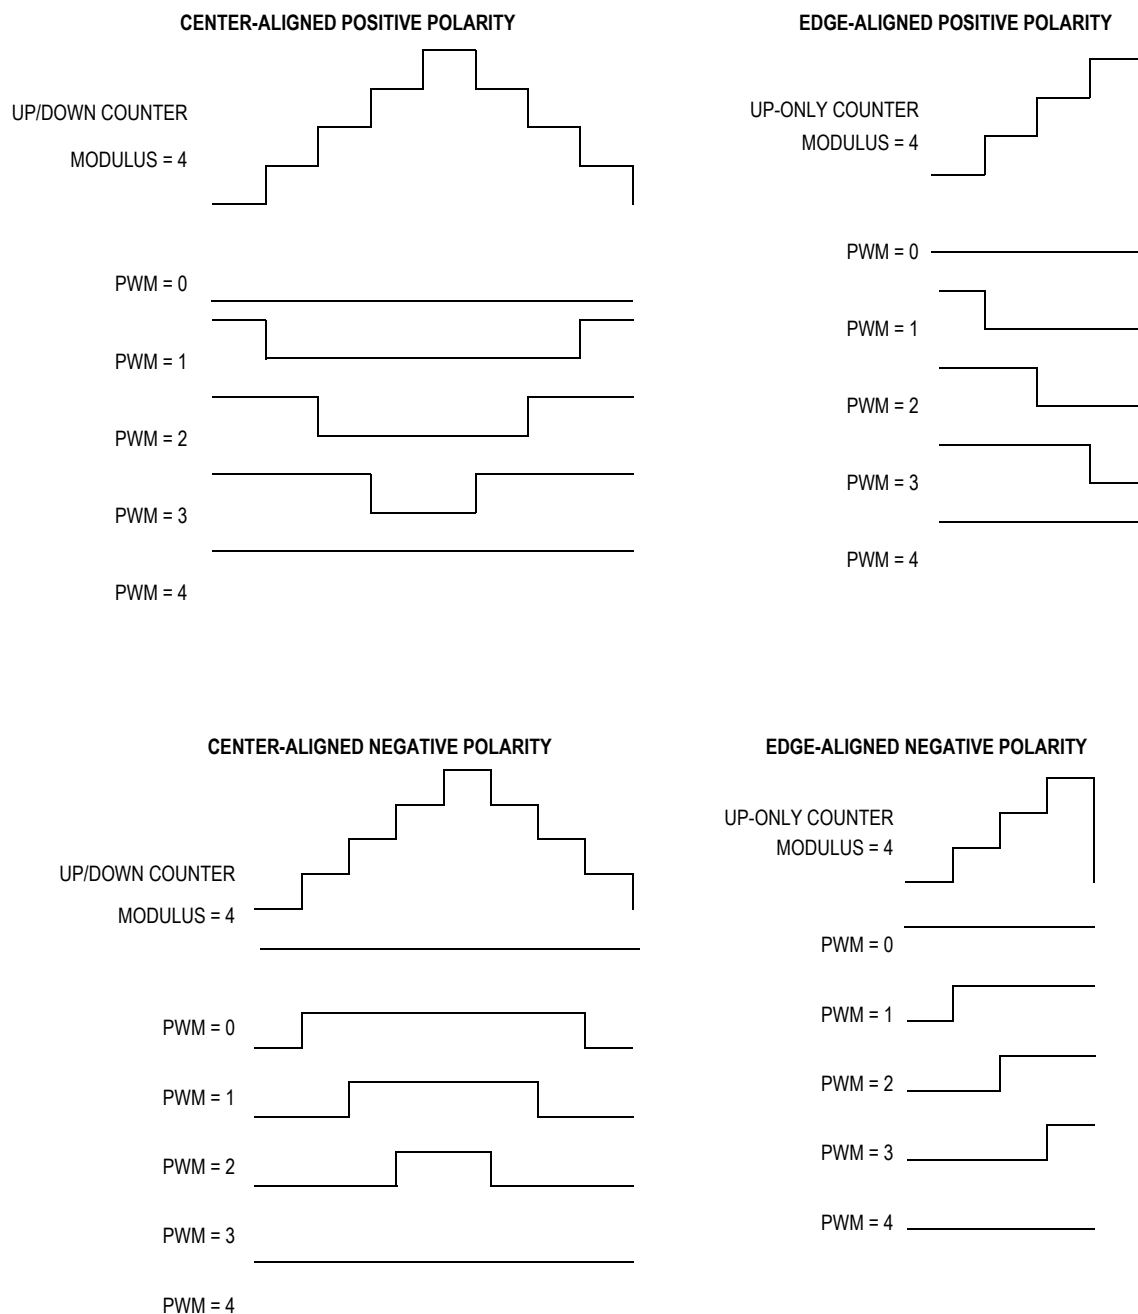 CENTER-ALIGNED POSITIVE POLARITY
UP/DOWN COUNTER
MODULUS = 4
PWM = 0
PWM = 1
PWM = 2
PWM = 3
PWM = 4
EDGE-ALIGNED POSITIVE POLARITY
UP-ONLY COUNTER
MODULUS = 4
PWM = 0
PWM = 1
PWM = 2
PWM = 3
PWM = 4
CENTER-ALIGNED NEGATIVE POLARITY
UP/DOWN COUNTER
MODULUS = 4
PWM = 0
PWM = 1
PWM = 2
PWM = 3
PWM = 4
EDGE-ALIGNED NEGATIVE POLARITY
UP-ONLY COUNTER
MODULUS = 4
PWM = 0
PWM = 1
PWM = 2
PWM = 3
PWM = 4